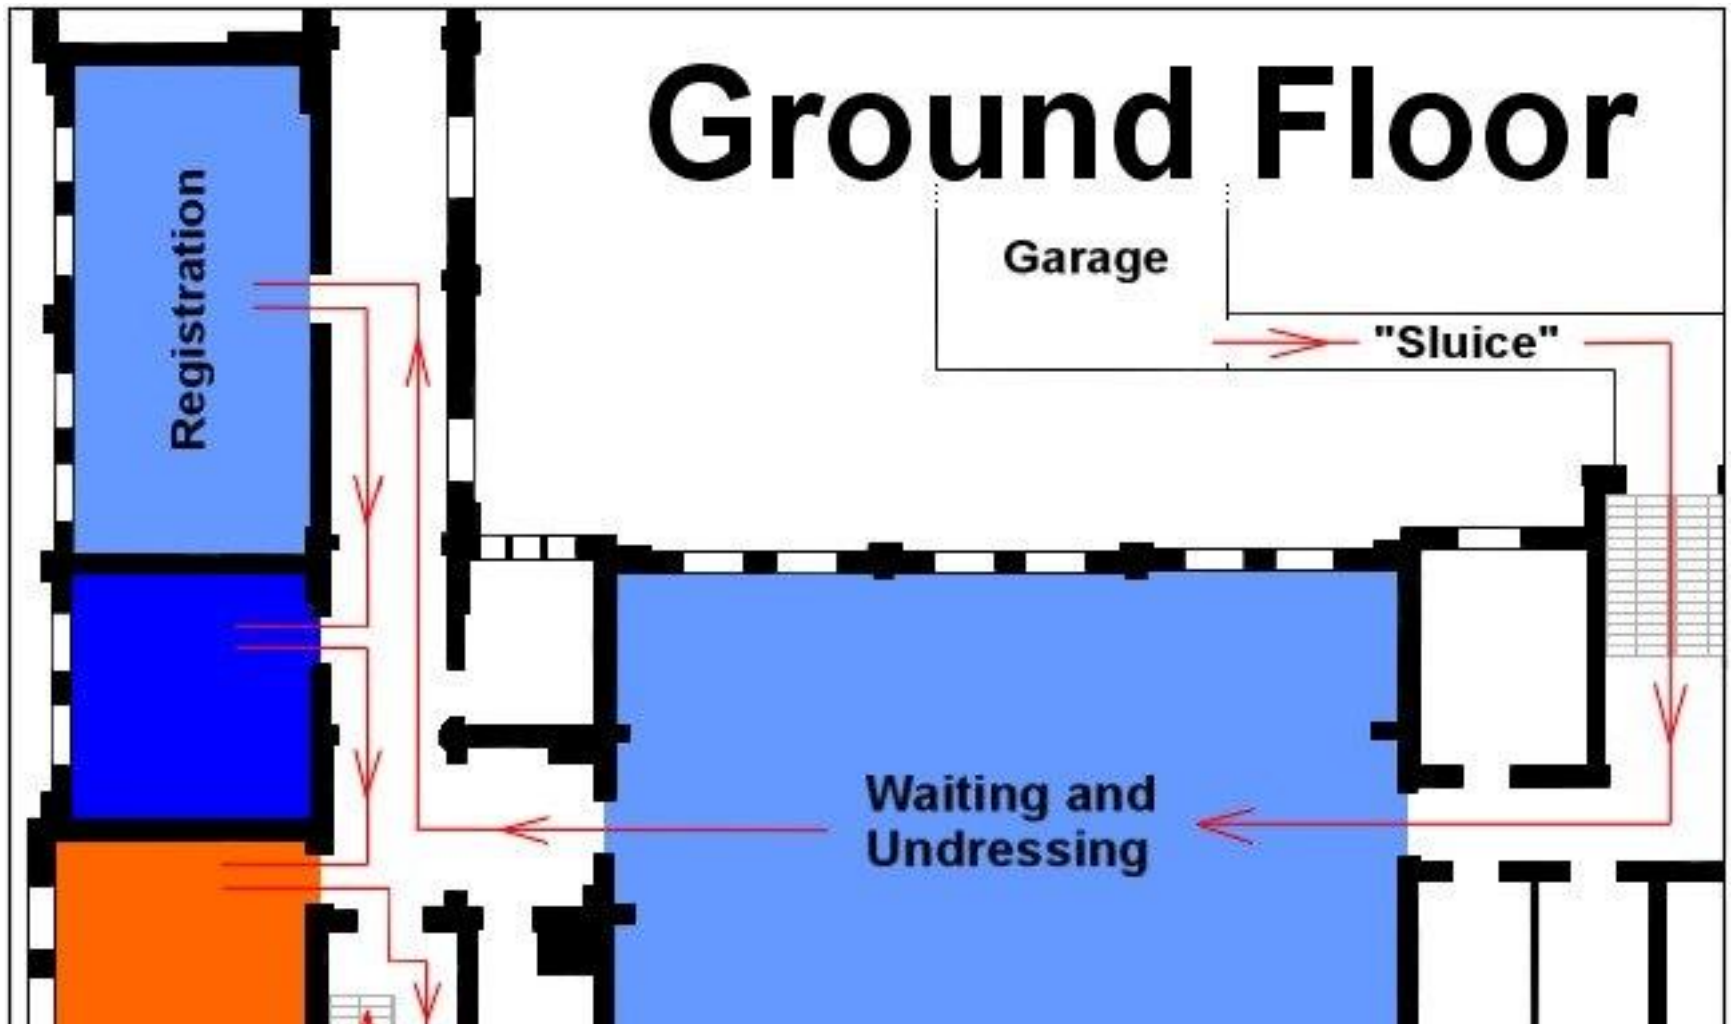 Ground Floor
Garage
"Sluice"
Registration
Waiting and
Undressing